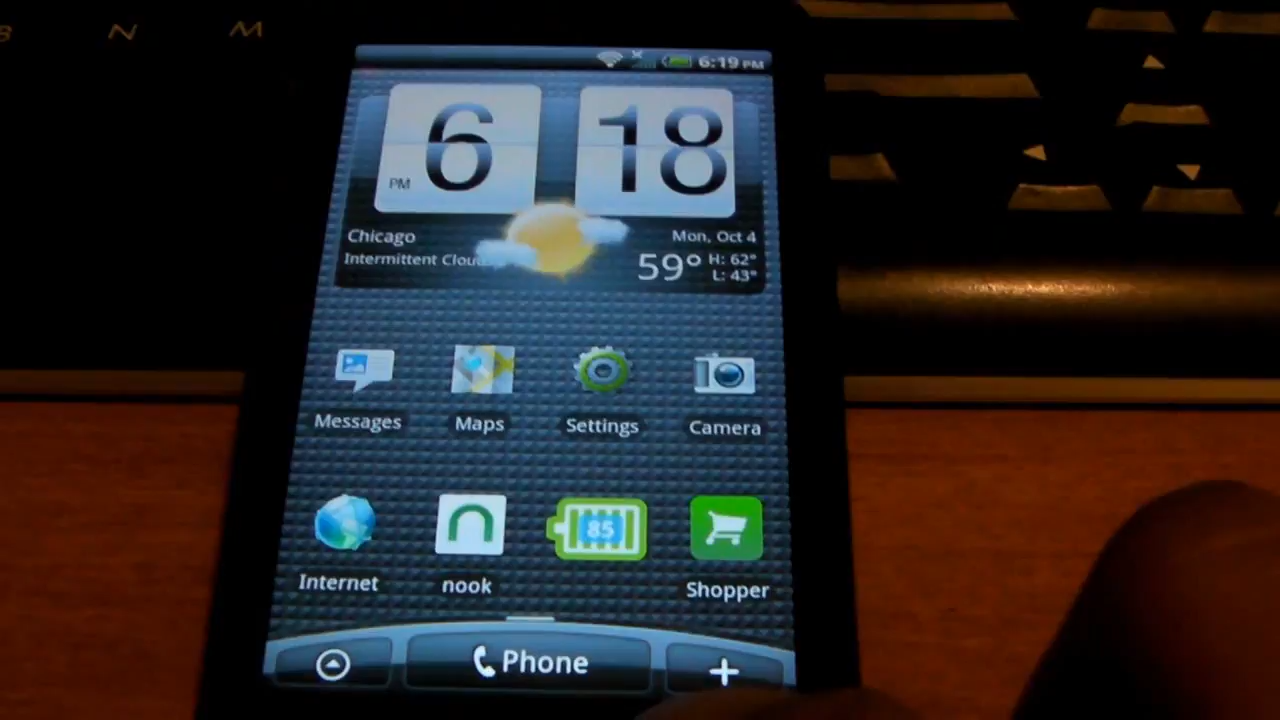 N M
6:19 PM
PM 6 18
Chicago Mon, Oct 4
Intermittent Clou 59° H: 62°
L: 43°
Messages Maps Settings Camera
85
Internet nook Shopper
Phone